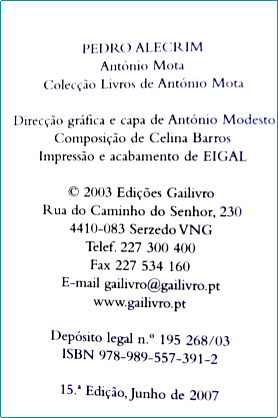 PEDRO ALECRIM
António Mota
Colecção Livros de António Mota
Direcção gráfica e capa de António Modesto
Composição de Celina Barros
Impressão e acabamento de EIGAL
© 2003 Edições Gailivro
Rua do Caminho do Senhor, 230
4410-083 Serzedo VNG
Telef. 227 300 400
Fax 227 534 160
E-mail gailivro@gailivro.pt
www.gailivro.pt
Depósito legal n.º 195 268/03
ISBN 978-989-557-391-2
15.ª Edição, Junho de 2007